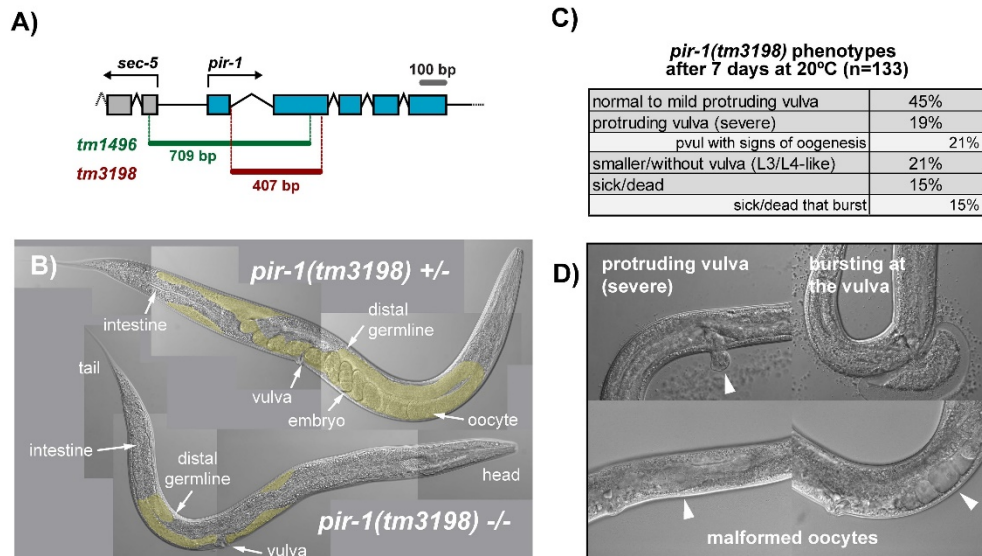 A)
sec-5
pir-1
100 bp
tm1496
709 bp
tm3198
407 bp
B)
pir-1(tm3198) +/-
intestine
distal
germline
tail
vulva
embryo
oocyte
intestine
distal
germline
head
vulva
pir-1(tm3198) -/-
C)
pir-1(tm3198) phenotypes
after 7 days at 20ºC (n=133)
normal to mild protruding vulva 45%
protruding vulva (severe) 19%
pvul with signs of oogenesis 21%
smaller/without vulva (L3/L4-like) 21%
sick/dead 15%
sick/dead that burst 15%
D)
protruding vulva
(severe)
bursting at
the vulva
malformed oocytes